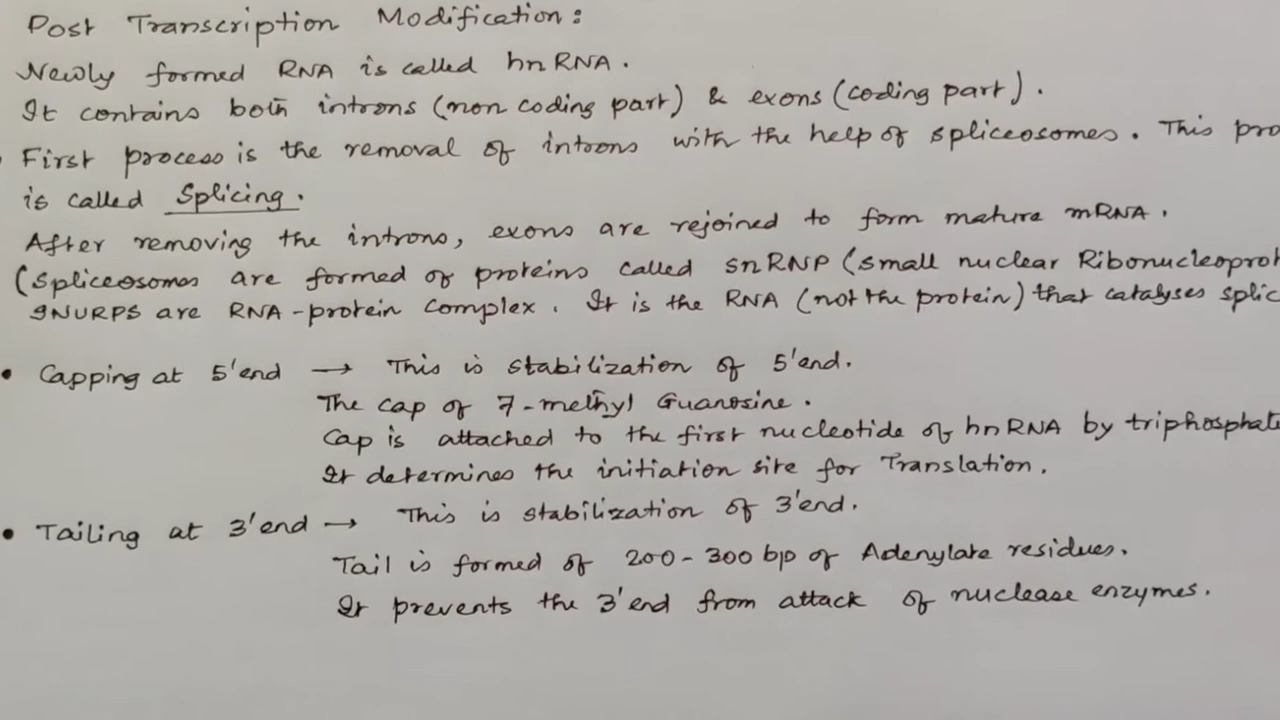 Post Transcription Modification:
Newly formed RNA is called hnRNA.
It contains both introns (non coding part) & exons (coding part).
First process is the removal of introns with the help of spliceosomes. This pro
is called Splicing.
After removing the introns, exons are rejoined to form mature mRNA.
(Spliceosomes are formed of proteins called snRNP (small nuclear Ribonucleoprot
SNURPS are RNA-protein complex. It is the RNA (not the protein) that catalyses splic
• Capping at 5'end → This is stabilization of 5'end.
The cap of 7-methyl Guanosine.
Cap is attached to the first nucleotide of hnRNA by triphosphate
It determines the initiation site for Translation.
• Tailing at 3'end → This is stabilization of 3'end.
Tail is formed of 200-300 bp of Adenylate residues.
It prevents the 3'end from attack of nuclease enzymes.